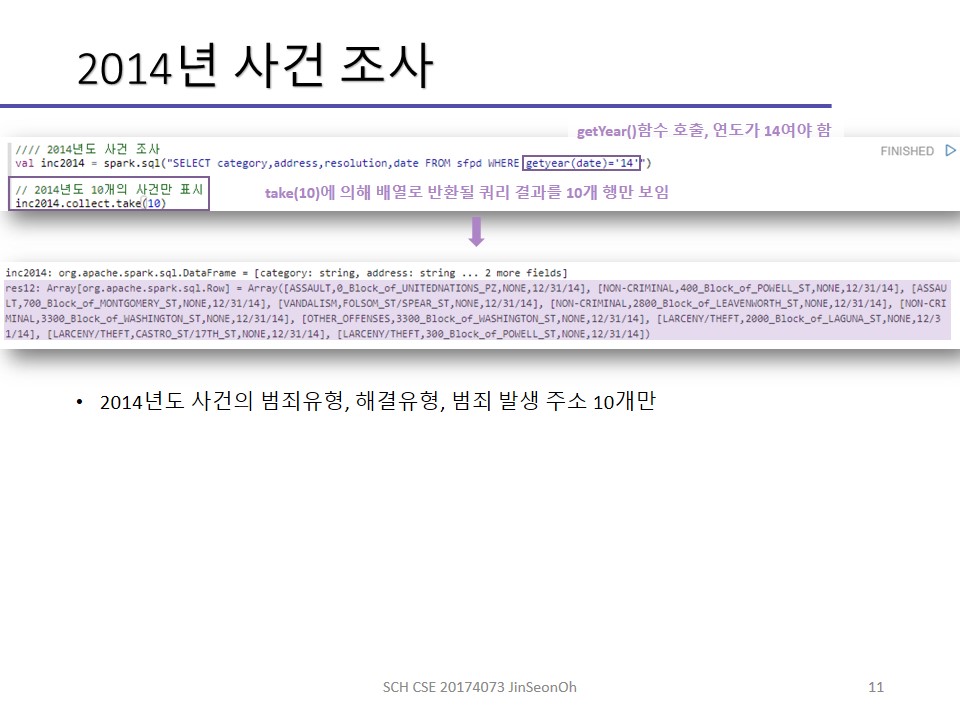 2014년 사건 조사
getYear()함수 호출, 연도가 14여야 함
//// 2014년도 사건 조사
val inc2014 = spark.sql("SELECT category,address,resolution,date FROM sfpd WHERE getyear(date)='14'")
FINISHED
// 2014년도 10개의 사건만 표시
inc2014.collect.take(10)
take(10)에 의해 배열로 반환될 쿼리 결과를 10개 행만 보임
inc2014: org.apache.spark.sql.DataFrame = [category: string, address: string ... 2 more fields]
res12: Array[org.apache.spark.sql.Row] = Array([ASSAULT,0_Block_of_UNITEDNATIONS_PZ,NONE,12/31/14], [NON-CRIMINAL,400_Block_of_POWELL_ST,NONE,12/31/14], [ASSAU
LT,700_Block_of_MONTGOMERY_ST,NONE,12/31/14], [VANDALISM,FOLSOM_ST/SPEAR_ST,NONE,12/31/14], [NON-CRIMINAL,2800_Block_of_LEAVENWORTH_ST,NONE,12/31/14], [NON-CRI
MINAL,3300_Block_of_WASHINGTON_ST,NONE,12/31/14], [OTHER_OFFENSES,3300_Block_of_WASHINGTON_ST,NONE,12/31/14], [LARCENY/THEFT,2000_Block_of_LAGUNA_ST,NONE,12/3
1/14], [LARCENY/THEFT,CASTRO_ST/17TH_ST,NONE,12/31/14], [LARCENY/THEFT,300_Block_of_POWELL_ST,NONE,12/31/14])
• 2014년도 사건의 범죄유형, 해결유형, 범죄 발생 주소 10개만
SCH CSE 20174073 JinSeonOh
11